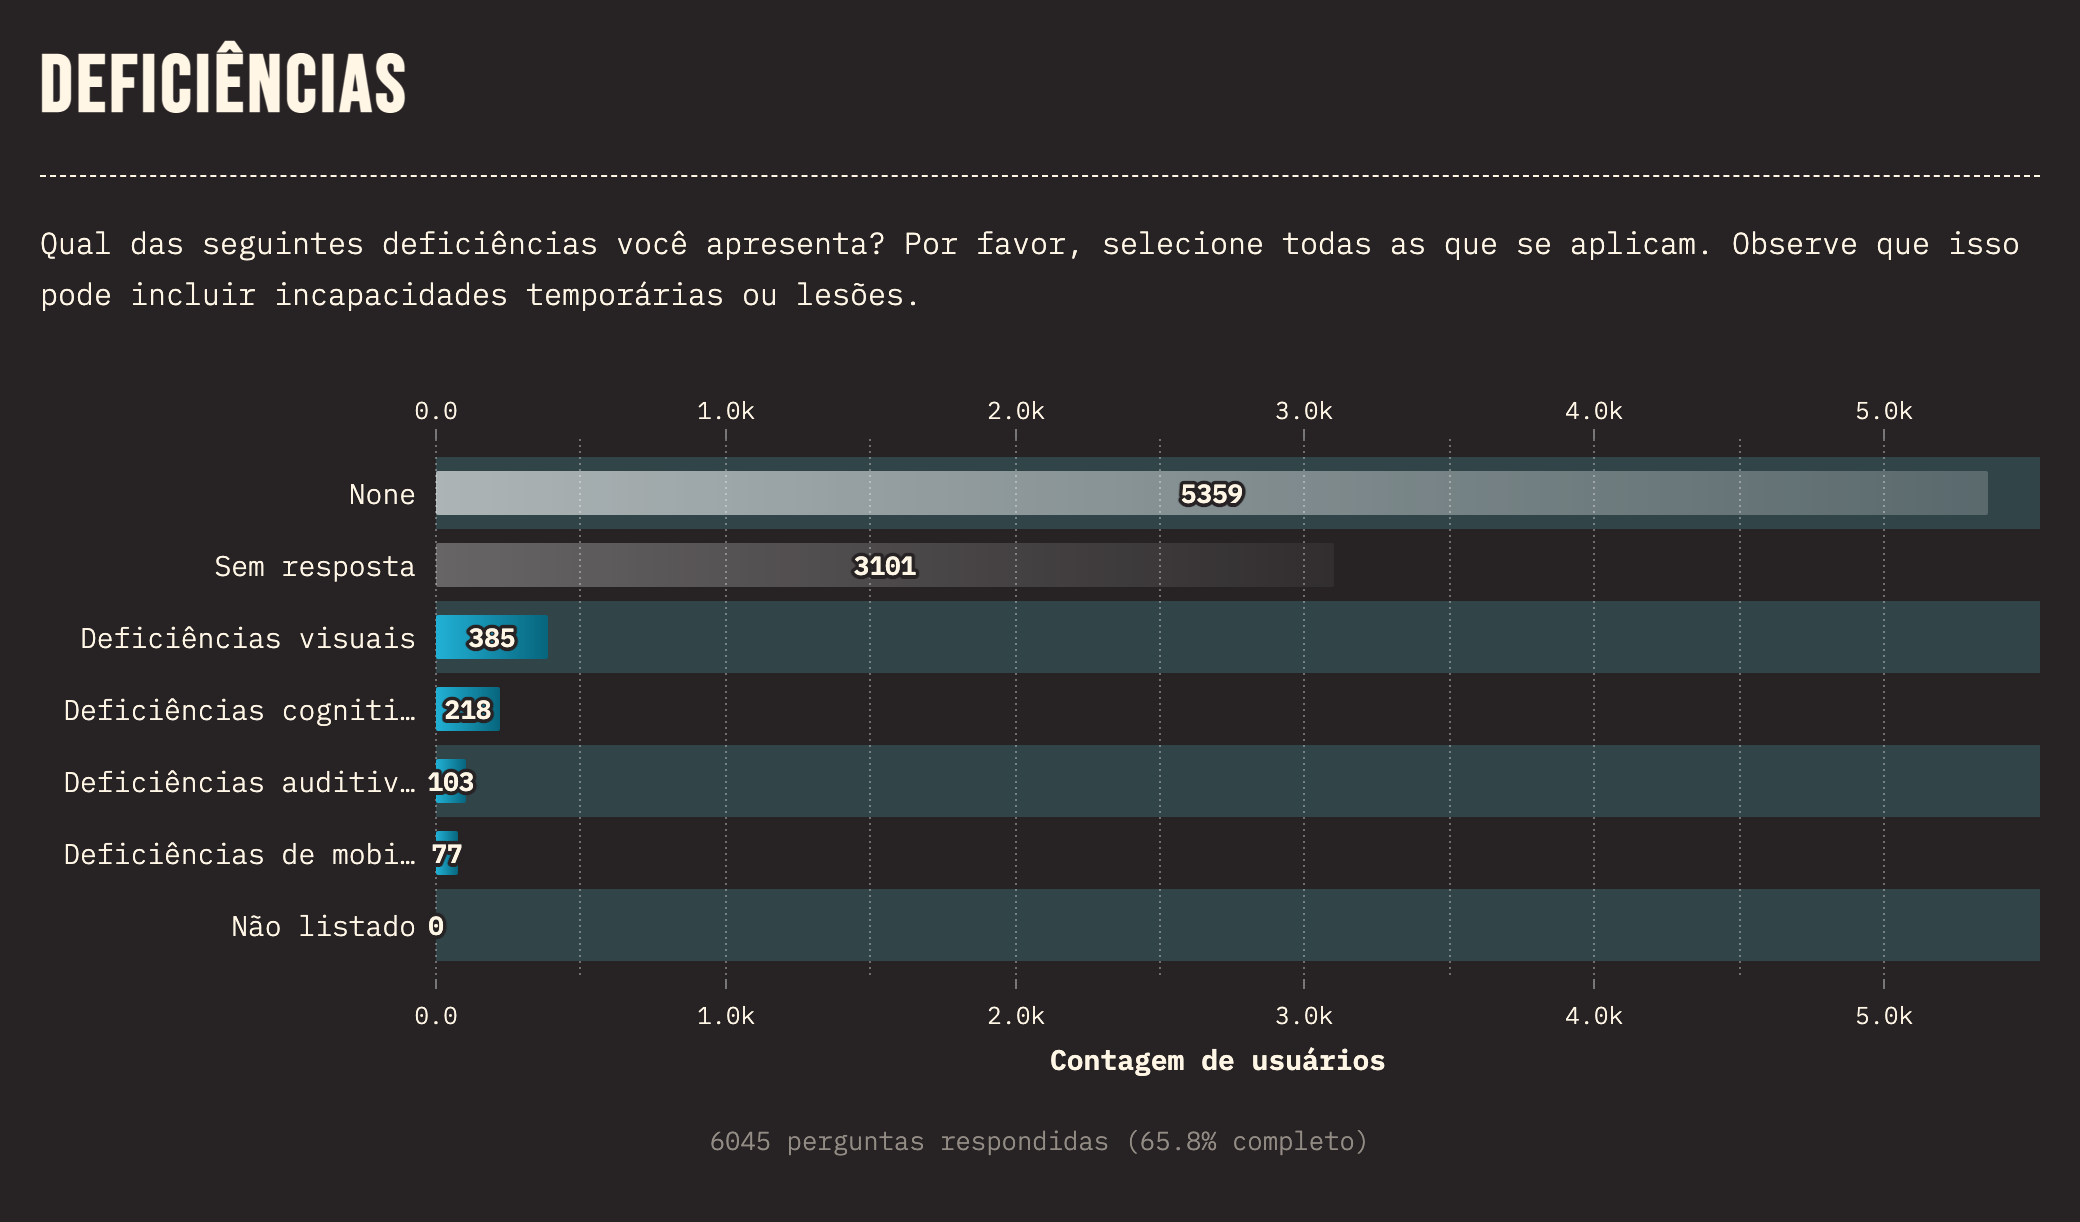 DEFICIÊNCIAS
Qual das seguintes deficiências você apresenta? Por favor, selecione todas as que se aplicam. Observe que isso
pode incluir incapacidades temporárias ou lesões.
0.0 1.0k 2.0k 3.0k 4.0k 5.0k
None 5359
Sem resposta 3101
Deficiências visuais 385
Deficiências cogniti… 218
Deficiências auditiv… 103
Deficiências de mobi… 77
Não listado 0
0.0 1.0k 2.0k 3.0k 4.0k 5.0k
Contagem de usuários
6045 perguntas respondidas (65.8% completo)